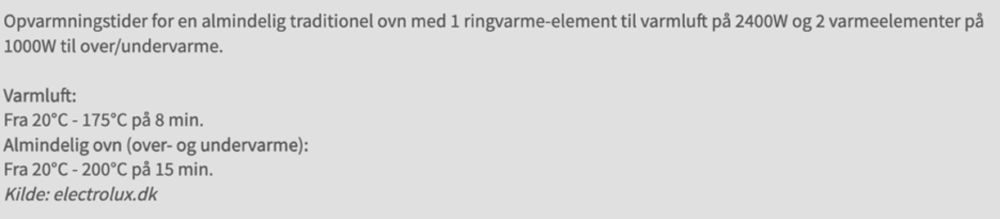 Opvarmningstider for en almindelig traditionel ovn med 1 ringvarme-element til varmluft på 2400W og 2 varmeelementer på
1000W til over/undervarme.
Varmluft:
Fra 20°C - 175°C på 8 min.
Almindelig ovn (over- og undervarme):
Fra 20°C - 200°C på 15 min.
Kilde: electrolux.dk